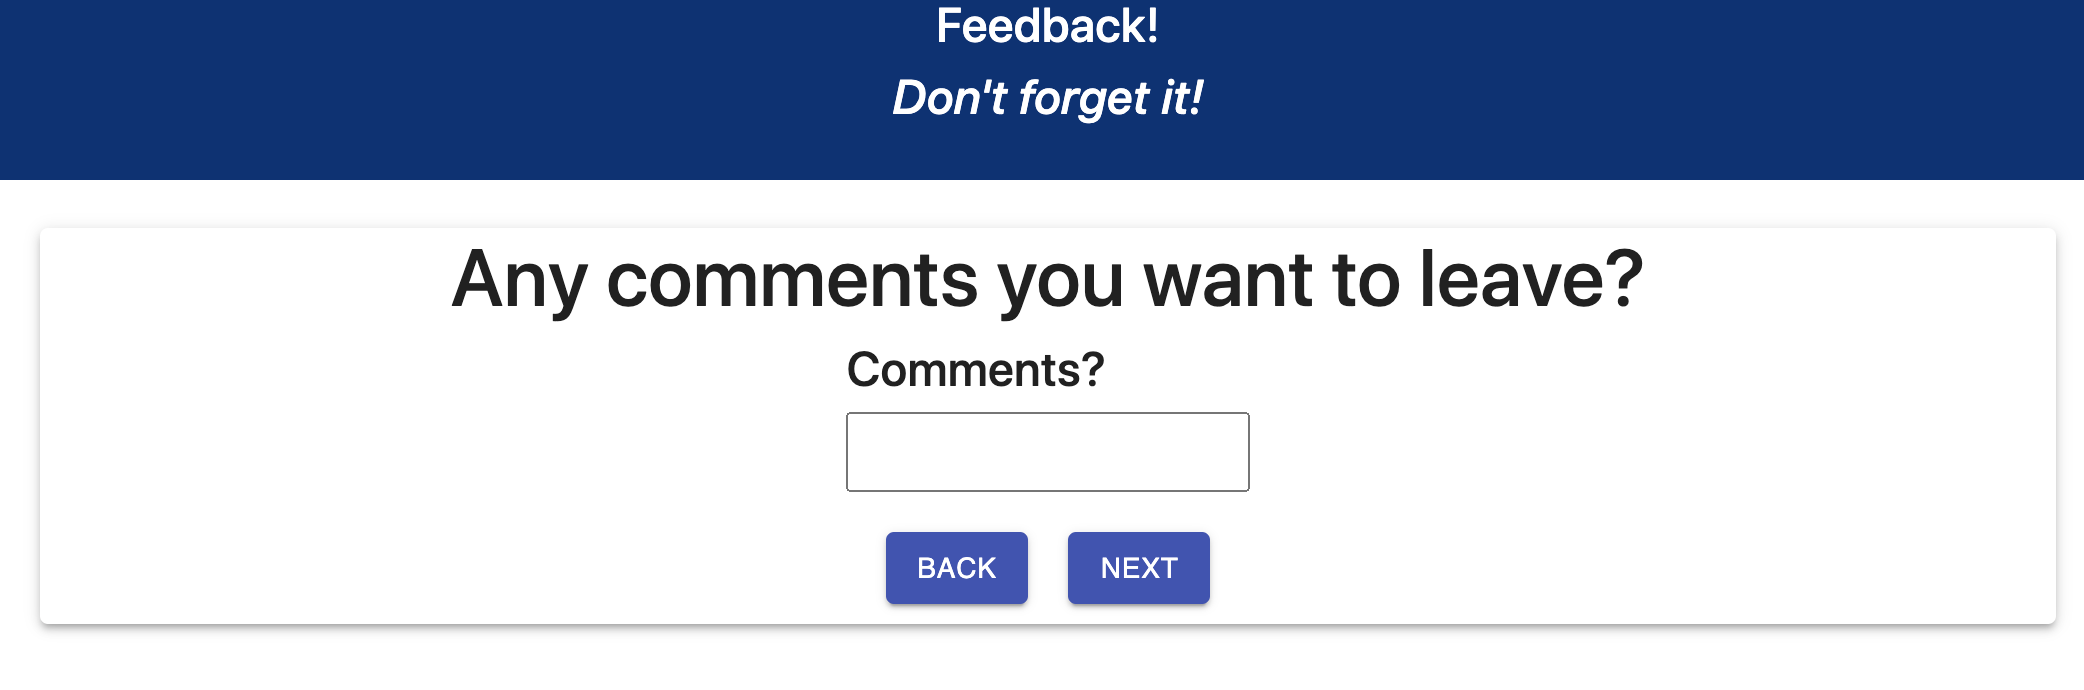 Feedback!
Don't forget it!
Any comments you want to leave?
Comments?
BACK
NEXT